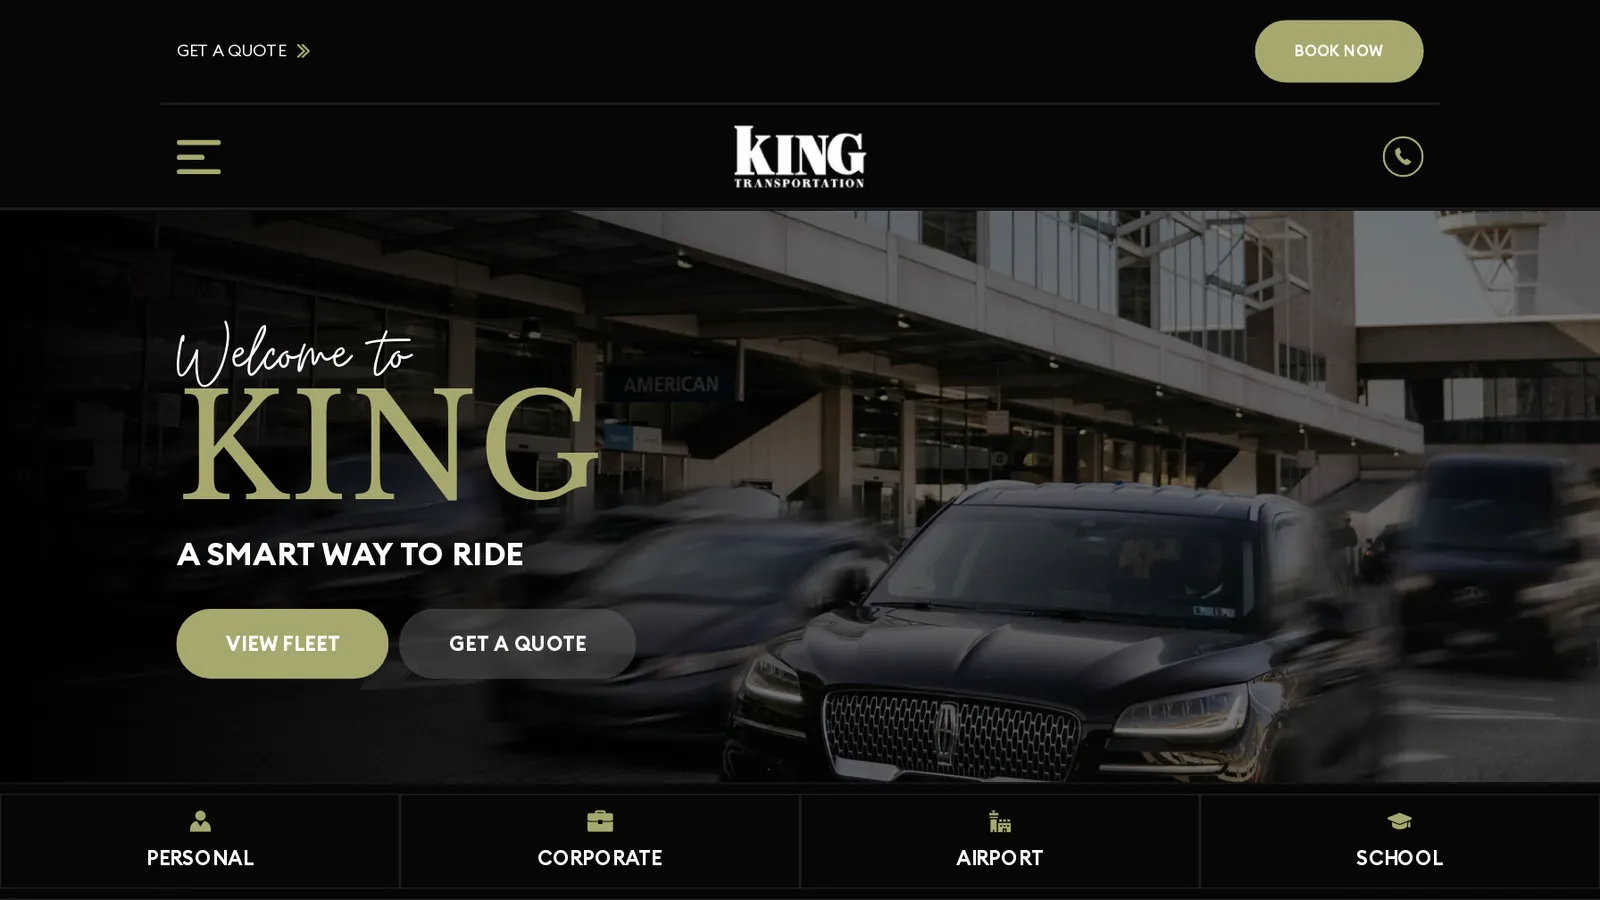 GET A QUOTE
BOOK NOW
KING
TRANSPORTATION
Welcome to
KING
AMERICAN
A SMART WAY TO RIDE
VIEW FLEET
GET A QUOTE
PERSONAL
CORPORATE
AIRPORT
SCHOOL